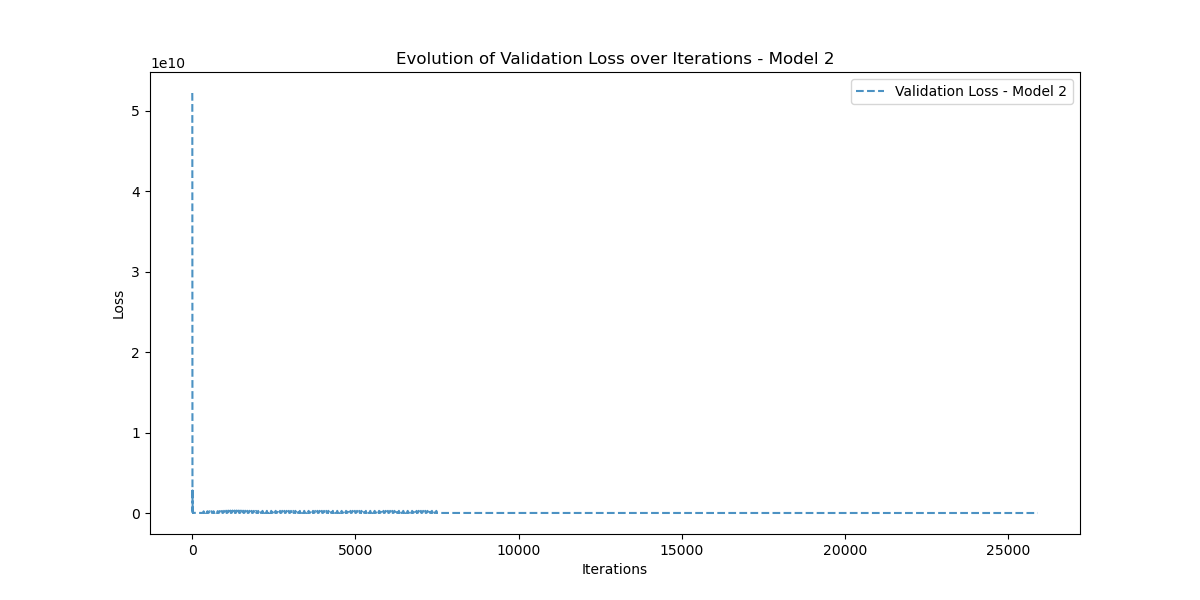 Evolution of Validation Loss over Iterations - Model 2
1e10
Validation Loss - Model 2
5
4
3
2
1
0
Loss
0 5000 10000 15000 20000 25000
Iterations